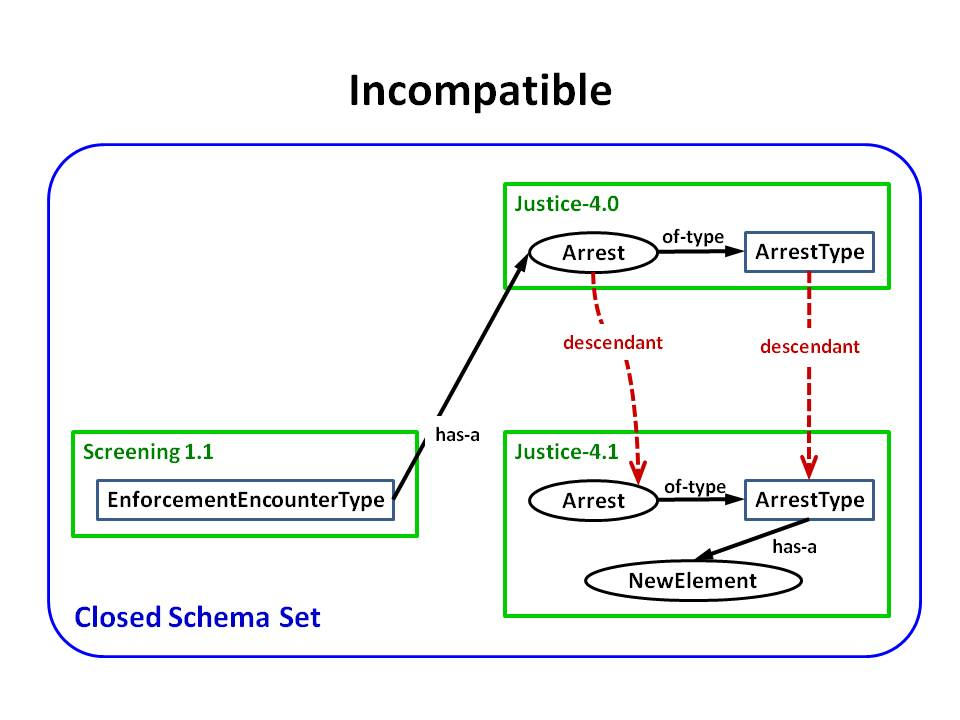 Incompatible
Justice-4.0
Arrest
of-type
ArrestType
descendant
descendant
has-a
Screening 1.1
EnforcementEncounterType
Justice-4.1
Arrest
of-type
ArrestType
has-a
NewElement
Closed Schema Set